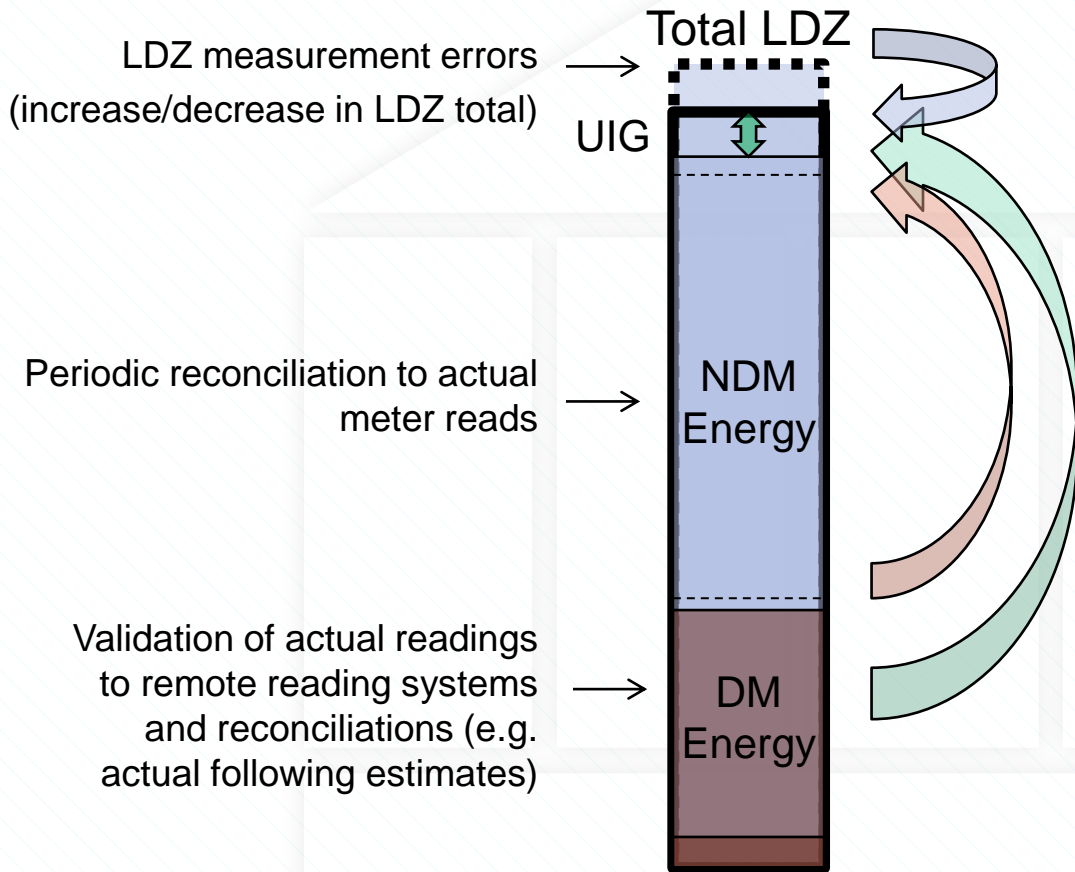 Total LDZ
LDZ measurement errors
(increase/decrease in LDZ total)
UIG
Periodic reconciliation to actual
meter reads
NDM
Energy
Validation of actual readings
to remote reading systems
and reconciliations (e.g.
actual following estimates)
DM
Energy